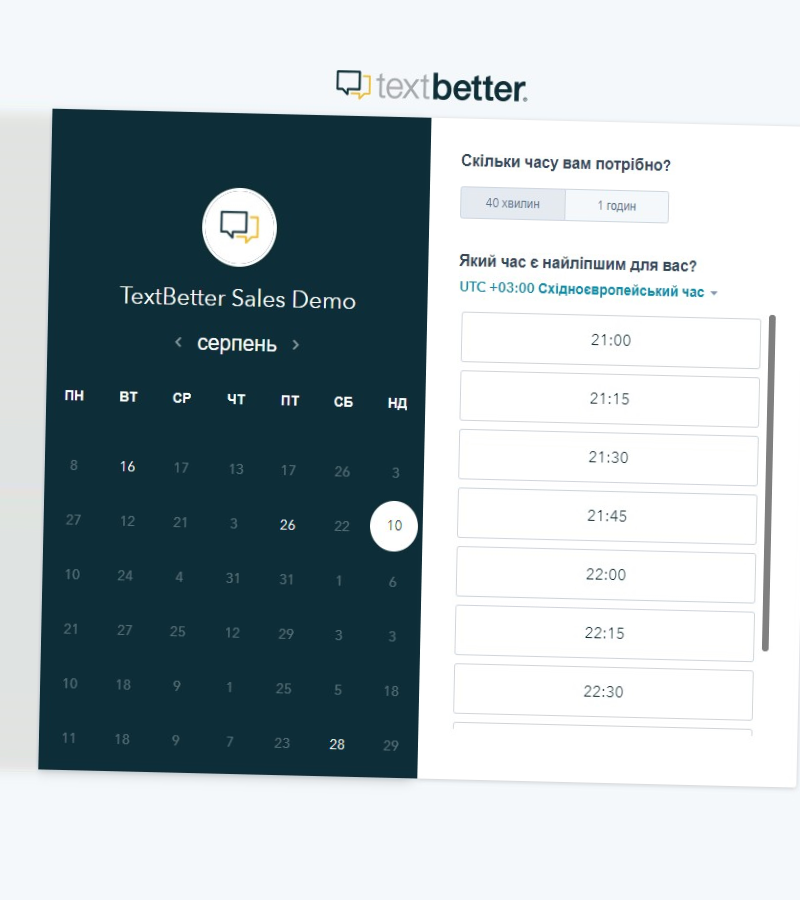 textbetter.
TextBetter Sales Demo
серпень
ПН ВТ СР ЧТ ПТ СБ НД
8 16 17 13 17 26 3
27 12 21 3 26 22 10
10 24 4 31 31 1 6
21 27 25 12 29 3 3
10 18 9 1 25 5 18
11 18 9 7 23 28 29
Скільки часу вам потрібно?
40 хвилин 1 годин
Який час є найліпшим для вас?
UTC +03:00 Східноєвропейський час
21:00
21:15
21:30
21:45
22:00
22:15
22:30